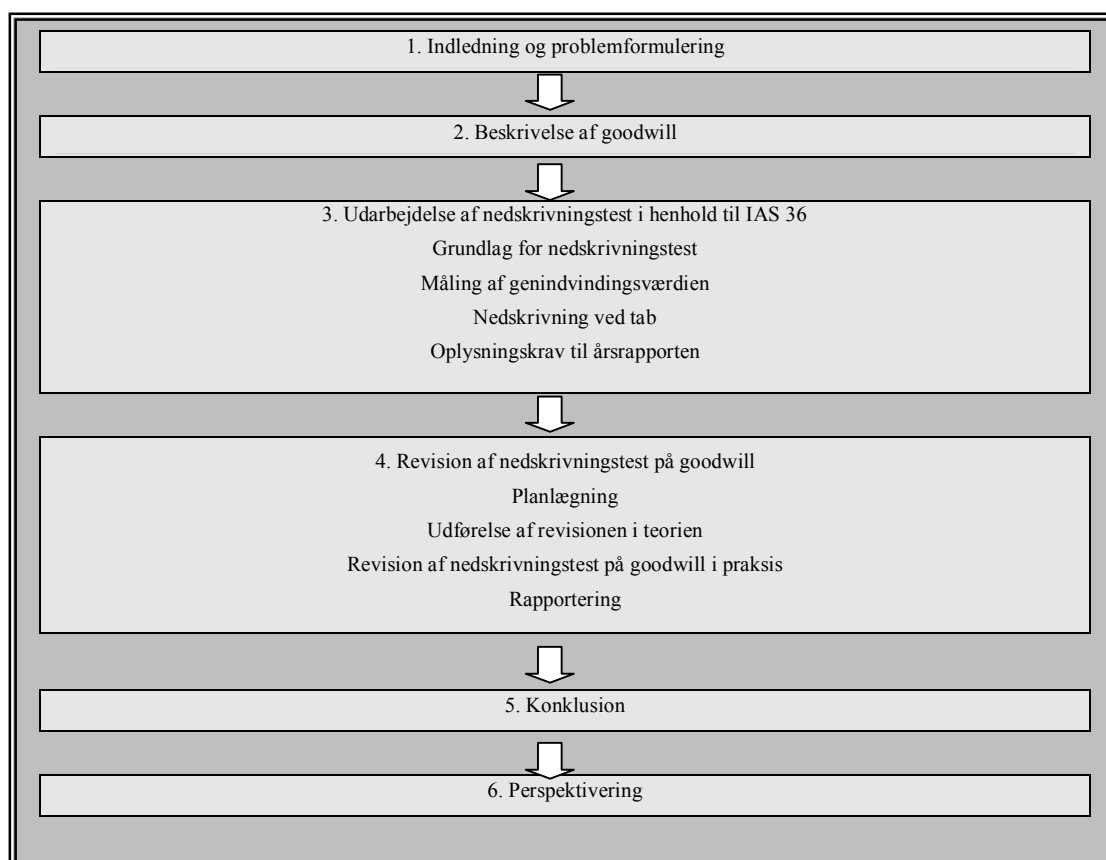 1. Indledning og problemformulering
2. Beskrivelse af goodwill
3. Udarbejdelse af nedskrivningstest i henhold til IAS 36
Grundlag for nedskrivningstest
Måling af genindvindingsværdien
Nedskrivning ved tab
Oplysningskrav til årsrapporten
4. Revision af nedskrivningstest på goodwill
Planlægning
Udførelse af revisionen i teorien
Revision af nedskrivningstest på goodwill i praksis
Rapportering
5. Konklusion
6. Perspektivering